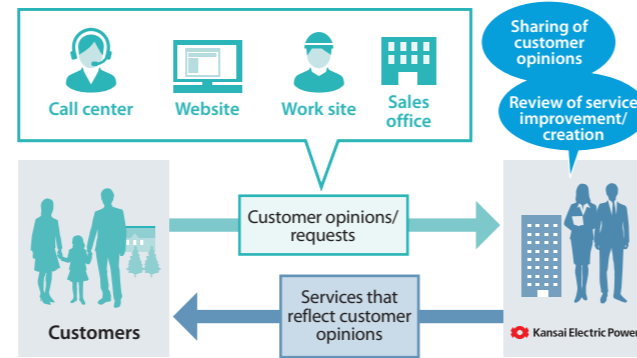 Sharing of
customer
opinions
Call center
Website
Work site
Sales
office
Review of service
improvement/
creation
Customer opinions/
requests
Services that
reflect customer
opinions
Customers
Kansai Electric Power